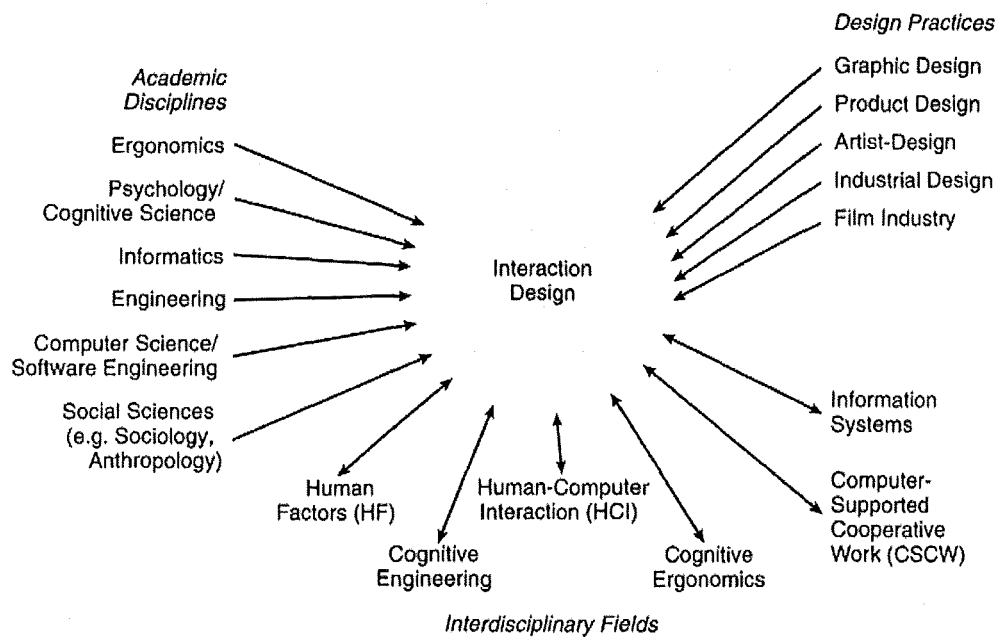 Design Practices
Graphic Design
Product Design
Artist-Design
Industrial Design
Film Industry
Academic
Disciplines
Ergonomics
Psychology/
Cognitive Science
Informatics
Engineering
Computer Science/
Software Engineering
Social Sciences
(e.g. Sociology,
Anthropology)
Interaction
Design
Information
Systems
Computer-
Supported
Cooperative
Work (CSCW)
Human
Factors (HF)
Human-Computer
Interaction (HCI)
Cognitive
Engineering
Cognitive
Ergonomics
Interdisciplinary Fields